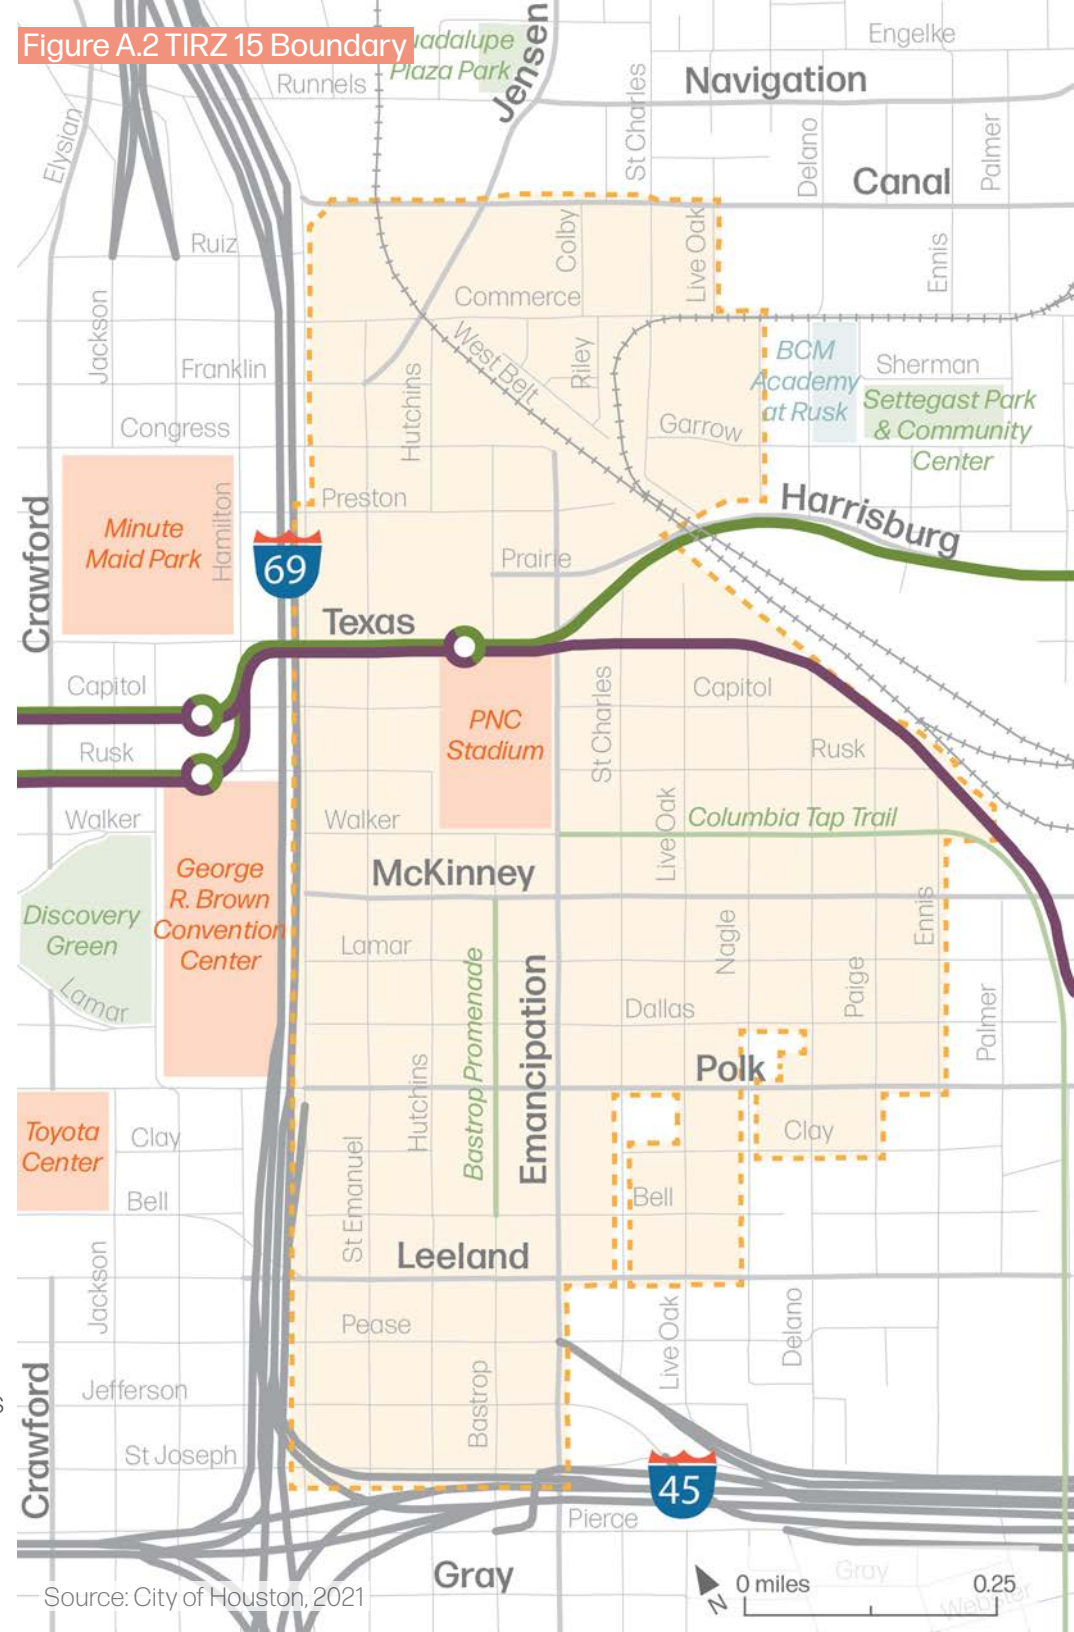 Figure A.2 TIRZ 15 Boundary
uadalupe
Plaza Park
Jensen
Engelke
Runnels
Navigation
St Charles
Elysian
Delano
Palmer
Canal
Ruiz
Colby
Live Oak
Ennis
Commerce
Jackson
West Belt
Riley
BCM
Academy
at Rusk
Sherman
Franklin
Hutchins
Settegast Park
& Community
Center
Congress
Garrow
Crawford
Minute
Maid Park
Hamilton
Preston
Harrisburg
69
Prairie
Texas
Capitol
PNC
Stadium
St Charles
Capitol
Rusk
Rusk
Walker
Walker
Live Oak
Columbia Tap Trail
McKinney
George
R. Brown
Convention
Center
Discovery
Green
Lamar
Lamar
Bastrop Promenade
Emancipation
Nagle
Ennis
Dallas
Paige
Palmer
Polk
Hutchins
Toyota
Center
Clay
Clay
St Emanuel
Bell
Bell
Leeland
Jackson
Pease
Live Oak
Delano
Crawford
Jefferson
Bastrop
s
St Joseph
45
Pierce
Gray
Gray
N
0 miles
0.25
Webster
Source: City of Houston, 2021